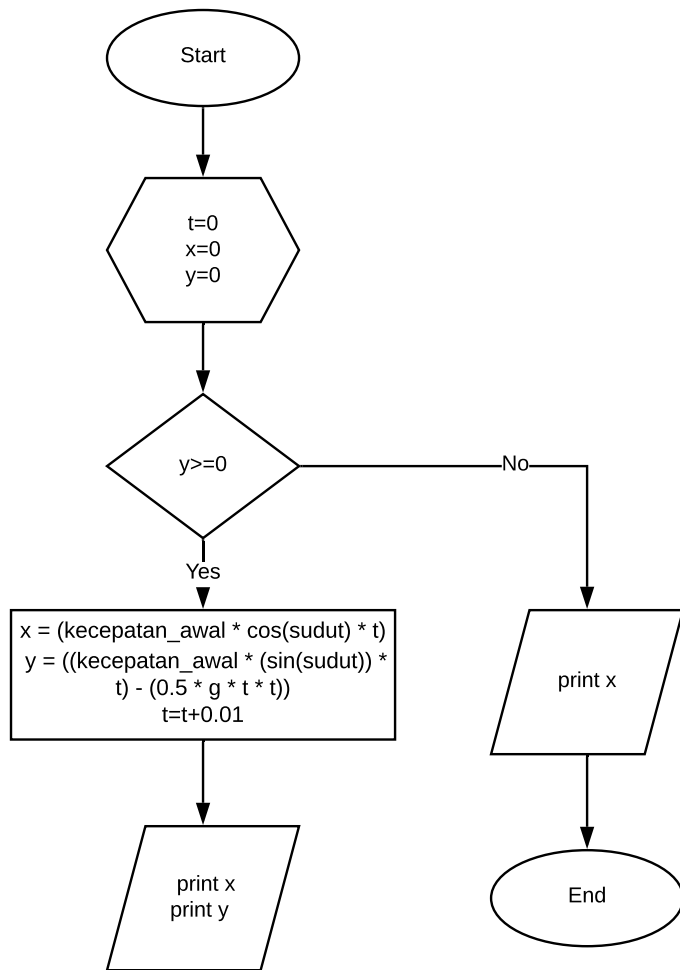 Start
t=0
x=0
y=0
y>=0
No
Yes
x = (kecepatan_awal * cos(sudut) * t)
y = ((kecepatan_awal * (sin(sudut)) *
t) - (0.5 * g * t * t))
t=t+0.01
print x
print x
print y
End